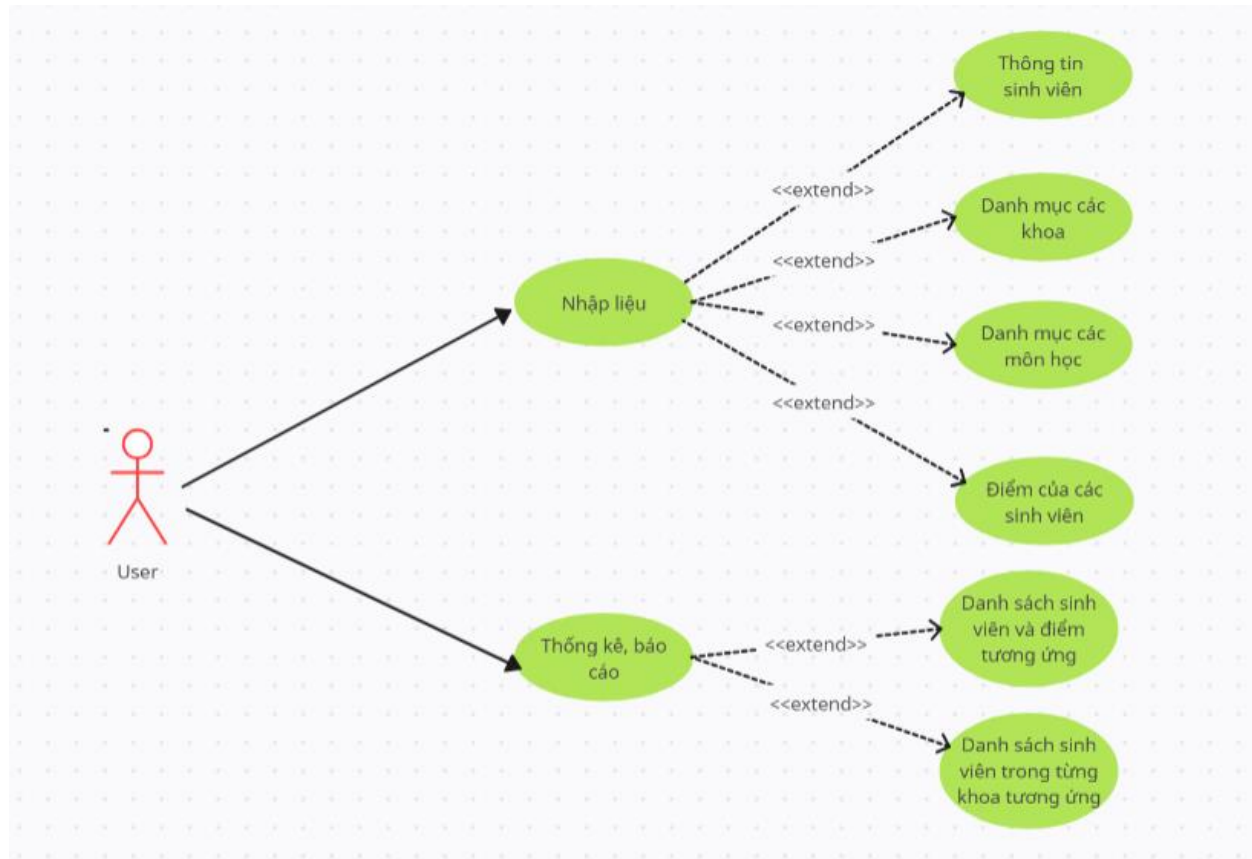 Thông tin
sinh viên
<<extend>>
Danh mục các
khoa
<<extend>>
Nhập liệu
<<extend>>
Danh mục các
môn học
<<extend>>
Điểm của các
sinh viên
User
Danh sách sinh
viên và điểm
tương ứng
Thống kê, báo
cáo
<<extend>>
<<extend>>
Danh sách sinh
viên trong từng
khoa tương ứng